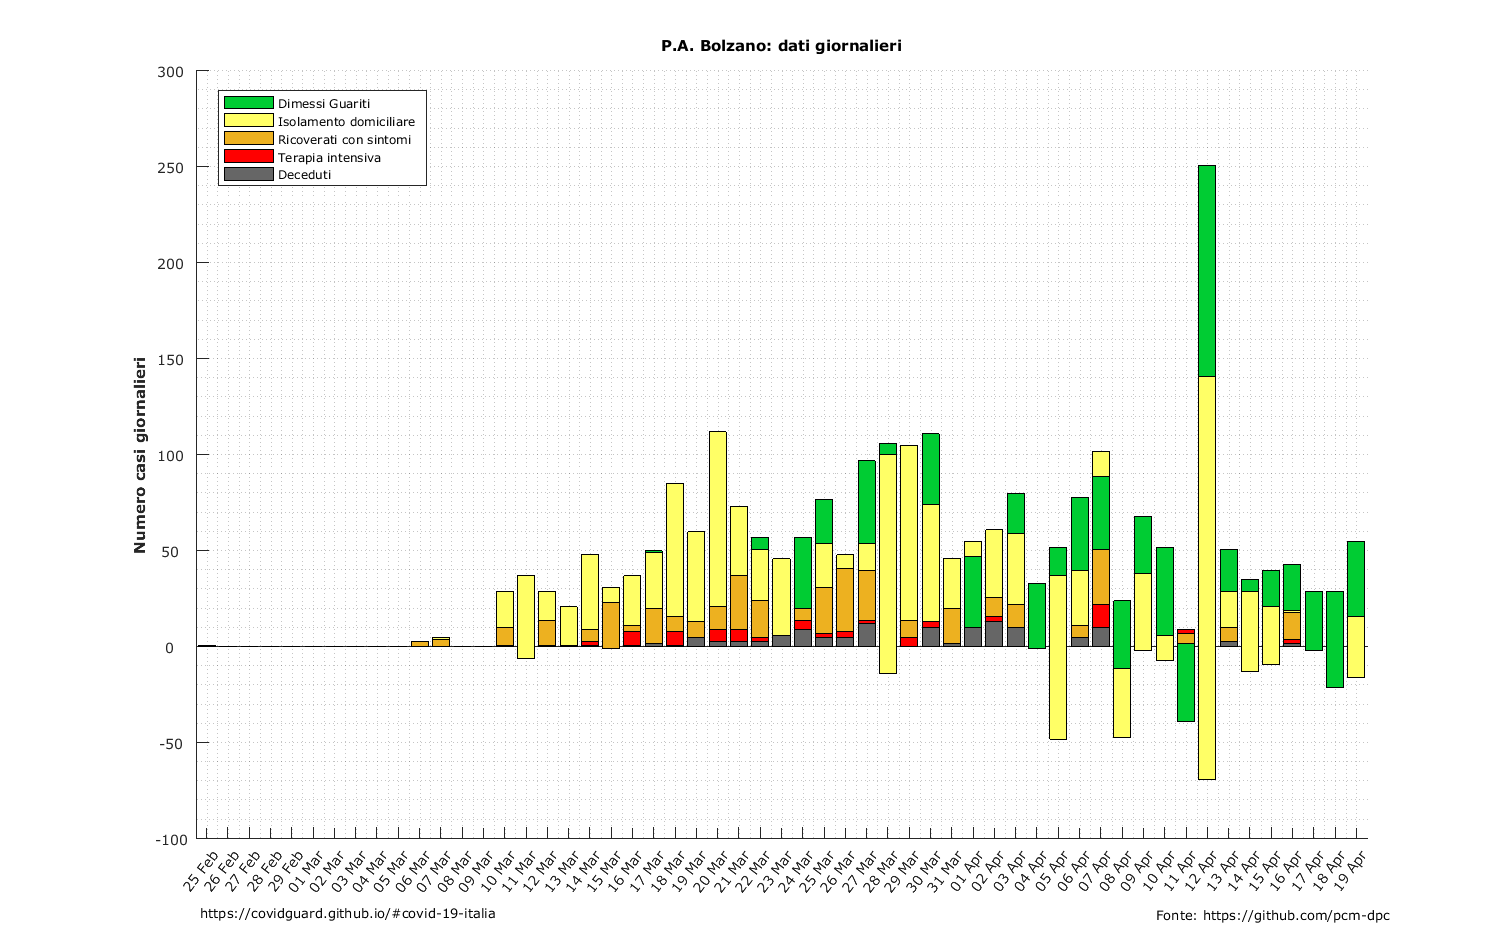 P.A. Bolzano: dati giornalieri
300
250
200
150
100
50
0
-50
-100
Numero casi giornalieri
Dimessi Guariti
Isolamento domiciliare
Ricoverati con sintomi
Terapia intensiva
Deceduti
25 Feb
26 Feb
27 Feb
28 Feb
29 Feb
01 Mar
02 Mar
03 Mar
04 Mar
05 Mar
06 Mar
07 Mar
08 Mar
09 Mar
10 Mar
11 Mar
12 Mar
13 Mar
14 Mar
15 Mar
16 Mar
17 Mar
18 Mar
19 Mar
20 Mar
21 Mar
22 Mar
23 Mar
24 Mar
25 Mar
26 Mar
27 Mar
28 Mar
29 Mar
30 Mar
31 Mar
01 Apr
02 Apr
03 Apr
04 Apr
05 Apr
06 Apr
07 Apr
08 Apr
09 Apr
10 Apr
11 Apr
12 Apr
13 Apr
14 Apr
15 Apr
16 Apr
17 Apr
18 Apr
19 Apr
https://covidguard.github.io/#covid-19-italia
Fonte: https://github.com/pcm-dpc